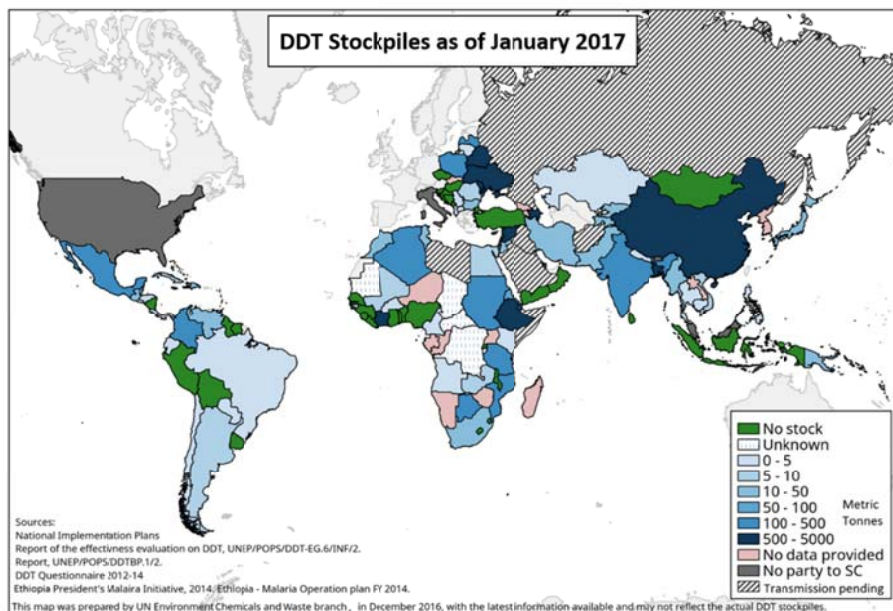 DDT Stockpiles as of January 2017
No stock
Unknown
0 - 5
5 - 10
10 - 50
50 - 100
100 - 500
500 - 5000
Metric
Tonnes
No data provided
No party to SC
Transmission pending
Sources:
National Implementation Plans
Report of the effectiveness evaluation on DDT, UNEP/POPS/DDT-EG.6/INF/2.
Report, UNEP/POPS/DDTBP.1/2.
DDT Questionnaire 2012-14
Ethiopia President's Malaira Initiative, 2014. Ethiopia - Malaria Operation plan FY 2014.
This map was prepared by UN Environment Chemicals and Waste branch, in December 2016, with the latest information available and may not reflect the actual DDT stockpiles